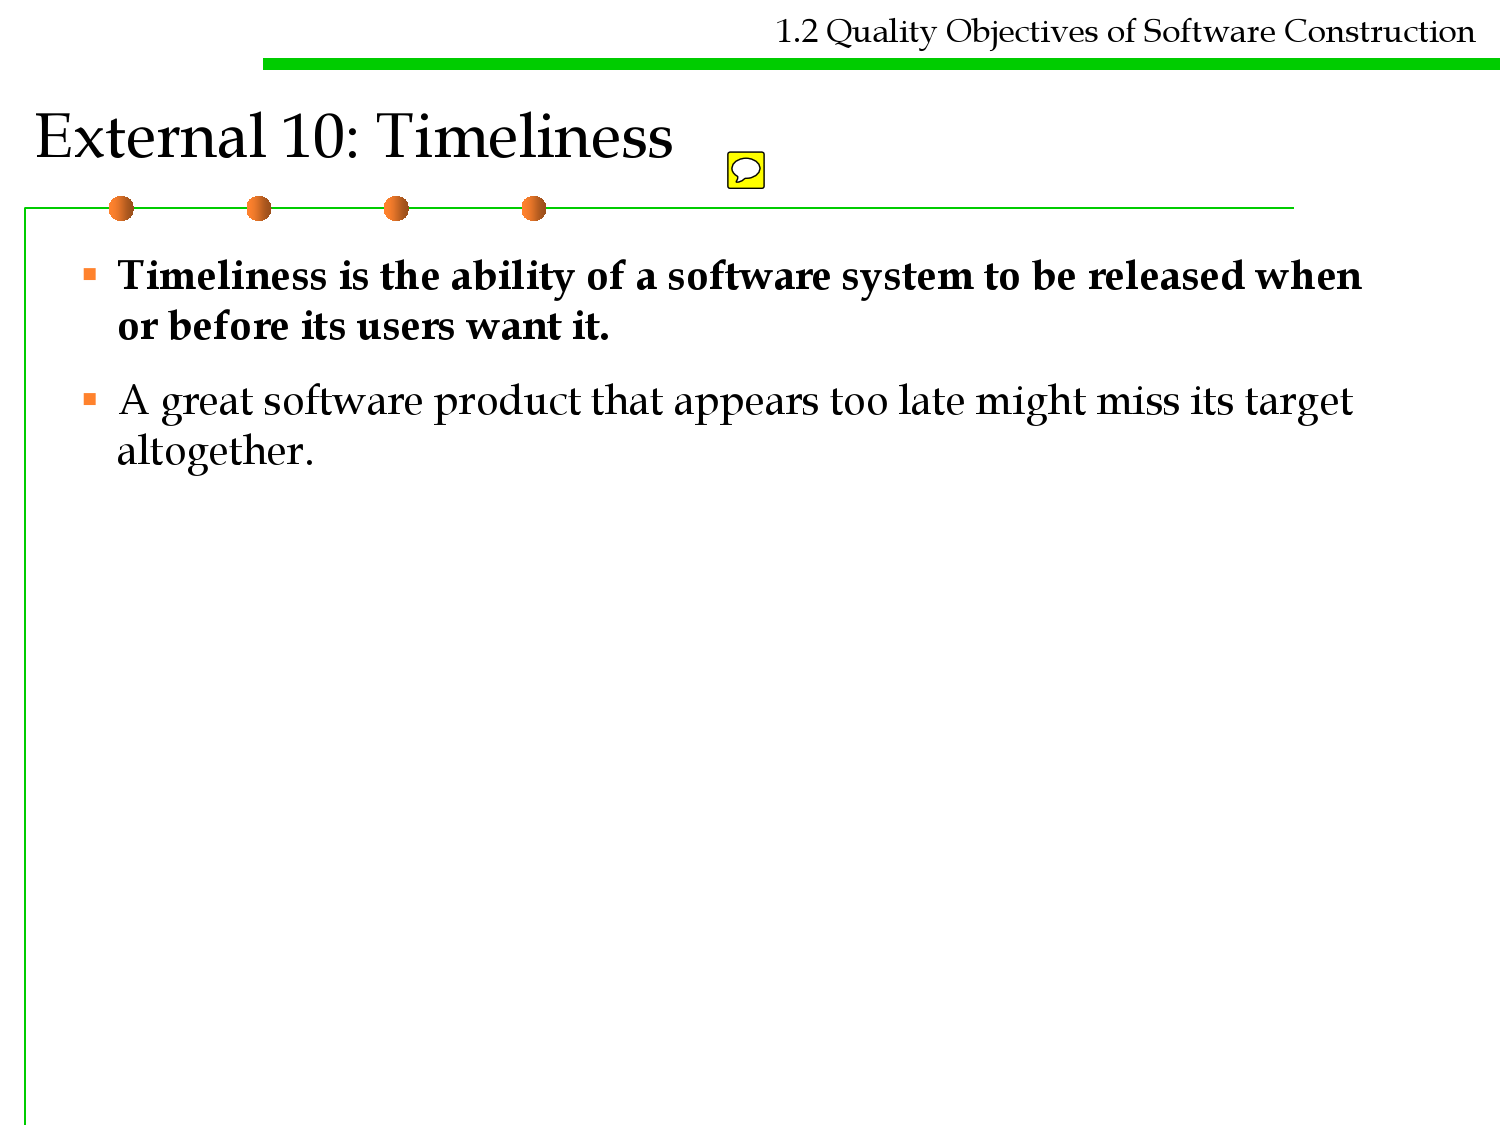 1.2 Quality Objectives of Software Construction
External 10: Timeliness
Timeliness is the ability of a software system to be released when
or before its users want it.
A great software product that appears too late might miss its target
altogether.